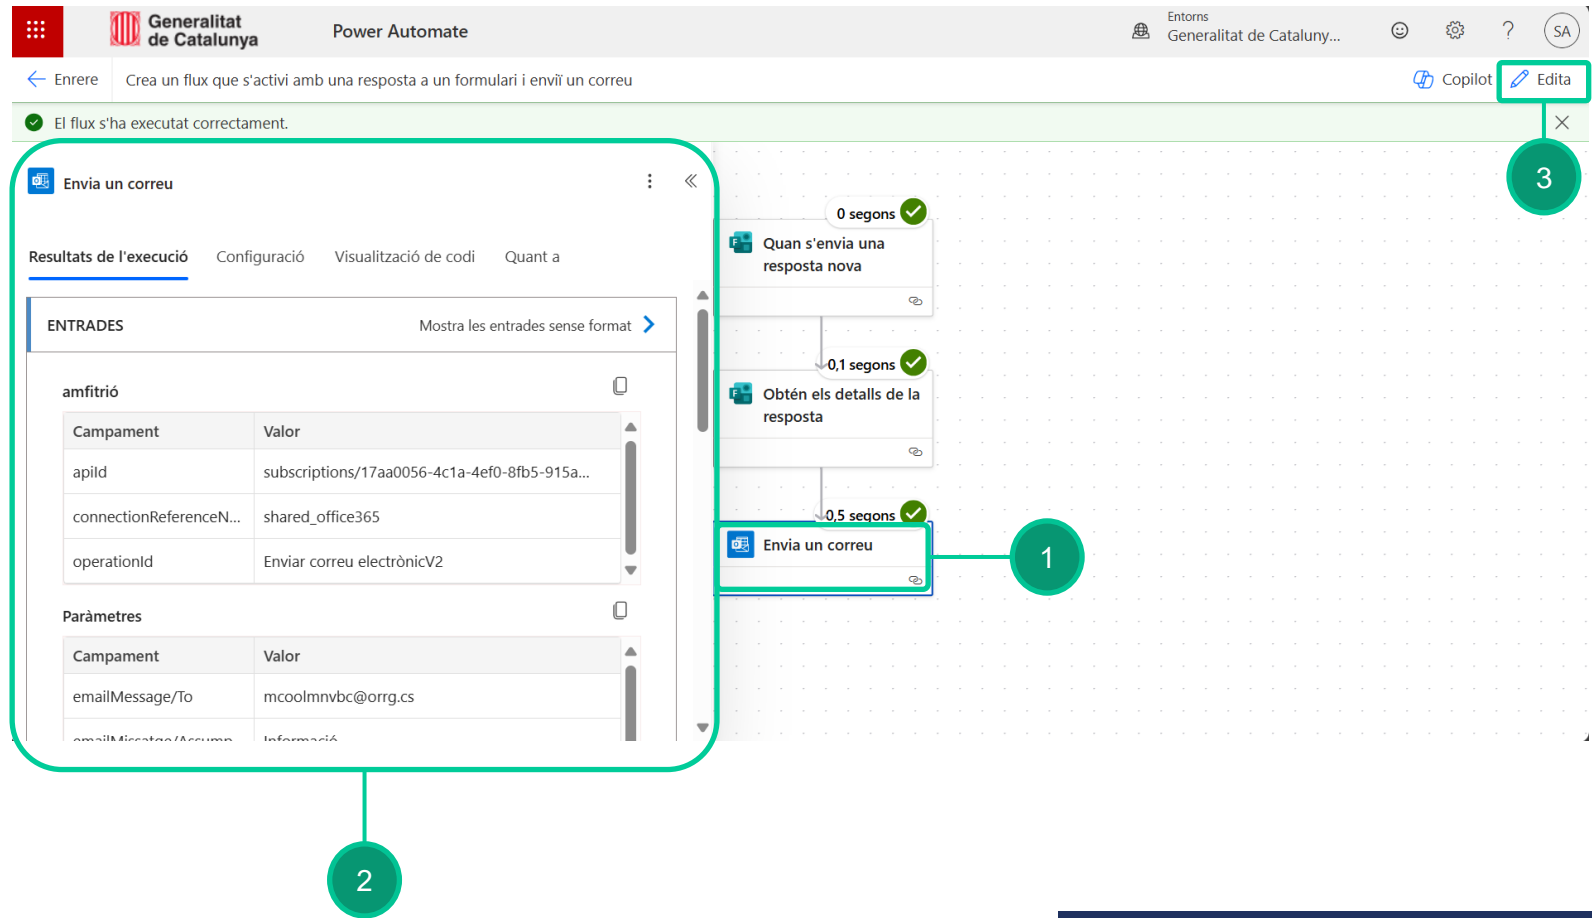 Generalitat
de Catalunya
Power Automate
Entorns
Generalitat de Cataluny...
?
SA
Enrere
Crea un flux que s'activi amb una resposta a un formulari i enviï un correu
Copilot
Edita
El flux s'ha executat correctament.
3
Envia un correu
Resultats de l'execució
Configuració
Visualització de codi
Quant a
ENTRADES
Mostra les entrades sense format
amfitrió
Campament
Valor
apiId
subscriptions/17aa0056-4c1a-4ef0-8fb5-915a...
connectionReferenceN...
shared_office365
operationId
Enviar correu electrònicV2
Paràmetres
Campament
Valor
emailMessage/To
mcoolmnvbc@orrg.cs
emailMissatge/Assump...
Informació
0 segons
Quan s'envia una
resposta nova
0,1 segons
Obtén els detalls de la
resposta
0,5 segons
Envia un correu
1
2